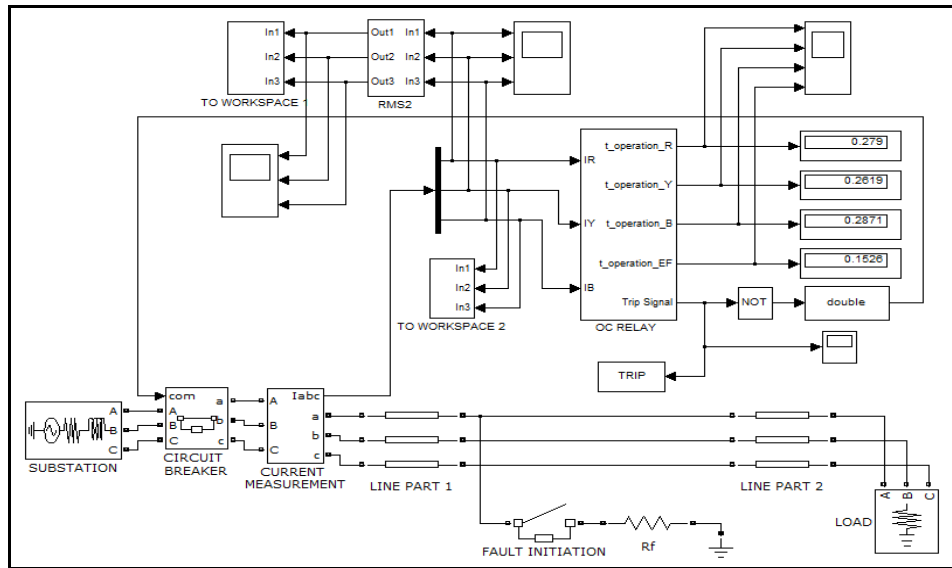 In1
In2
In3
TO WORKSPACE 1
Out1
Out2
Out3
In1
In2
In3
RMS2
IR
IY
IB
t_operation_R
t_operation_Y
t_operation_B
t_operation_EF
Trip Signal
OC RELAY
0.279
0.2619
0.2871
0.1526
NOT
double
TRIP
In1
In2
In3
TO WORKSPACE 2
A
B
C
SUBSTATION
com
A
B
C
a
b
c
CIRCUIT
BREAKER
A
B
C
Iabc
a
b
c
CURRENT
MEASUREMENT
LINE PART 1
LINE PART 2
A
B
C
LOAD
FAULT INITIATION
Rf